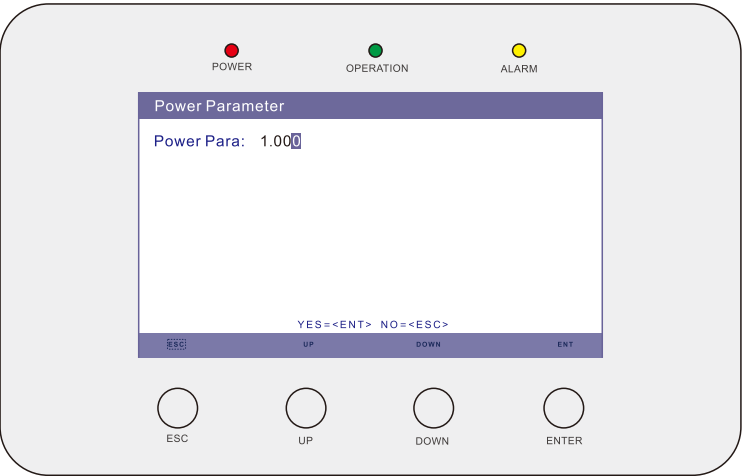 POWER OPERATION ALARM
Power Parameter
Power Para: 1.000
YES=<ENT> NO=<ESC>
ESC UP DOWN ENT
ESC UP DOWN ENTER